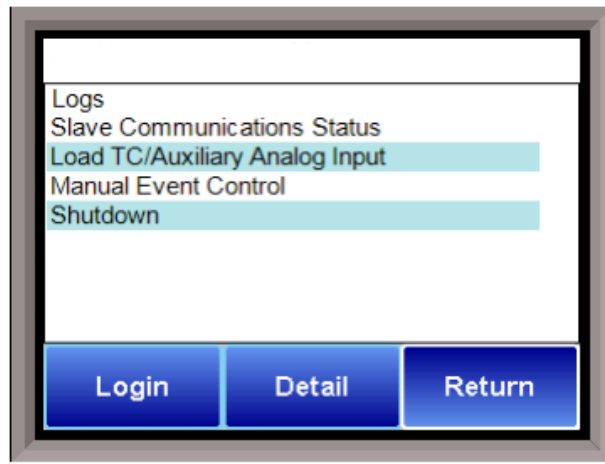 Logs
Slave Communications Status
Load TC/Auxiliary Analog Input
Manual Event Control
Shutdown
Login
Detail
Return